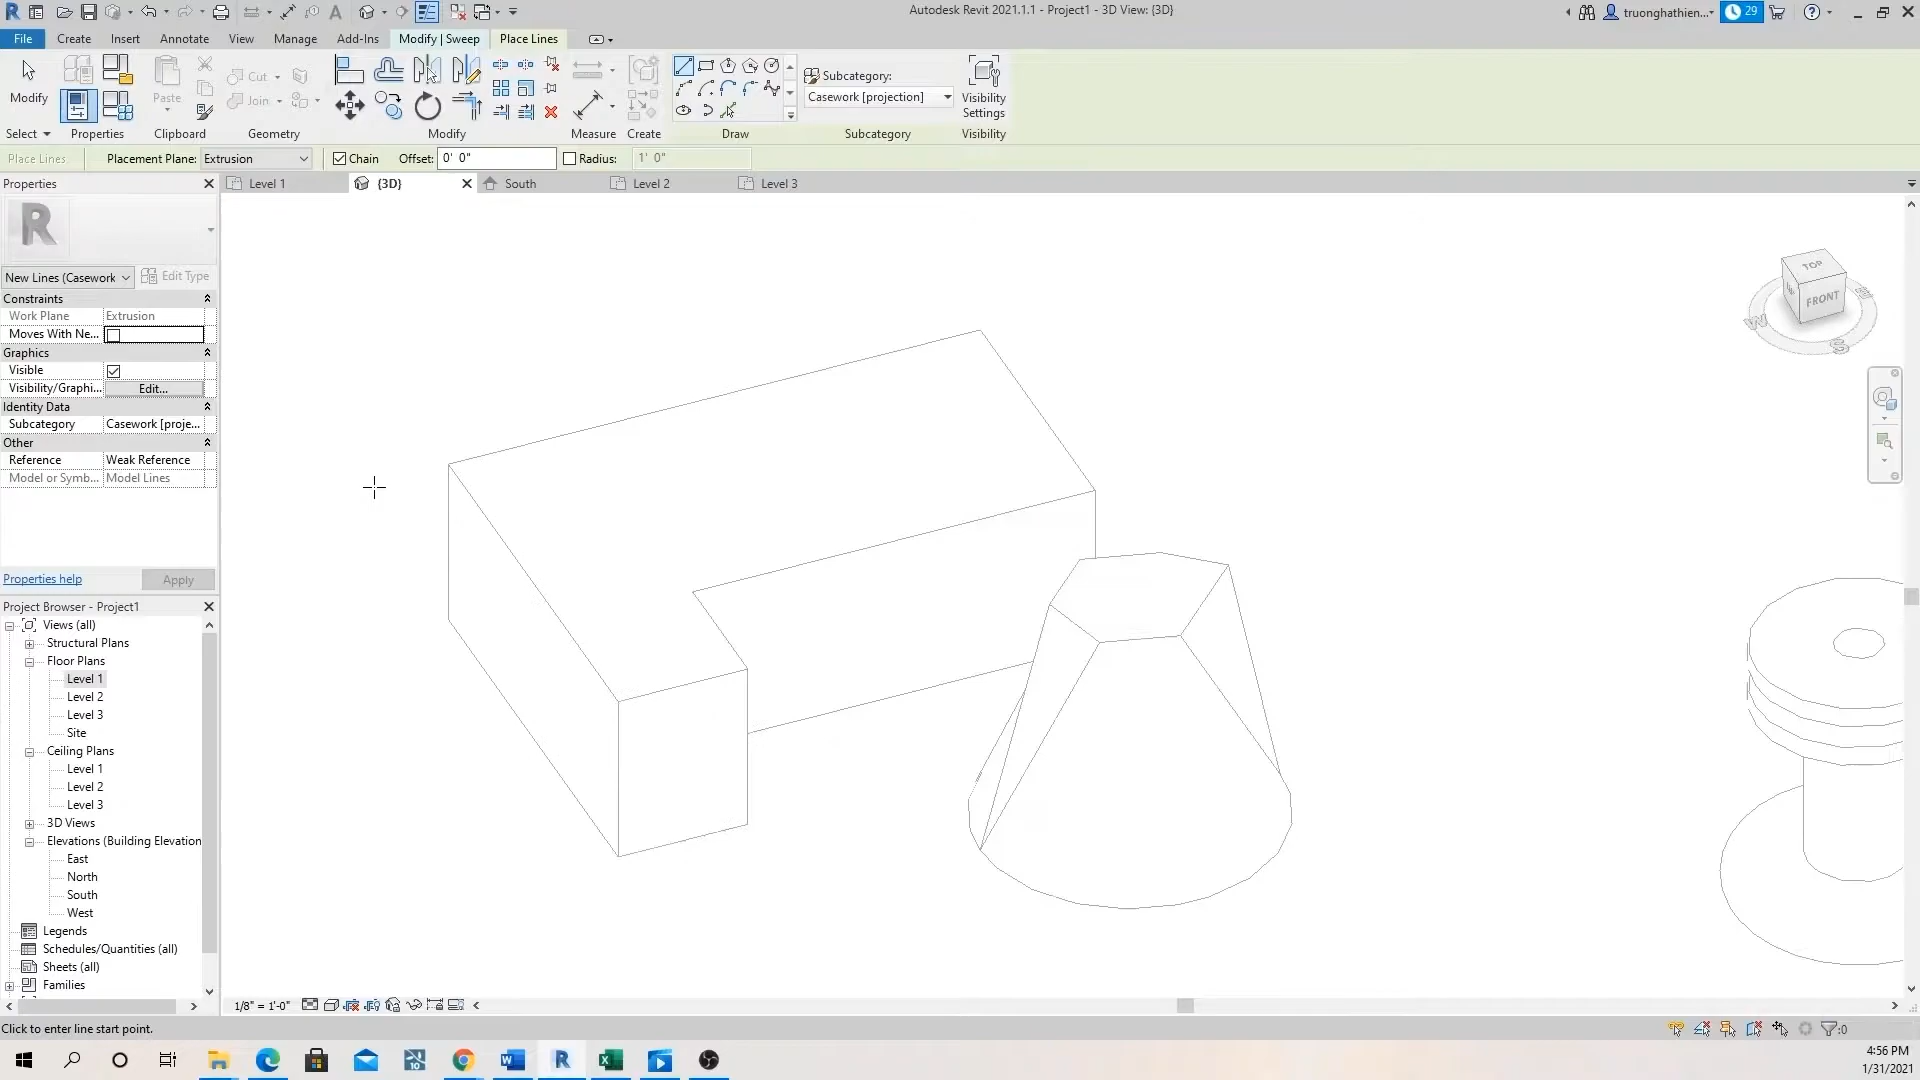 Autodesk Revit 2021.1.1 - Project1 - 3D View: {3D}
truonghathien...
29
File
Create
Insert
Annotate
View
Manage
Add-Ins
Modify | Sweep
Place Lines
Modify
Paste
Cut
Join
Subcategory:
Casework [projection]
Visibility
Settings
Select
Properties
Clipboard
Geometry
Modify
Measure
Create
Draw
Subcategory
Visibility
Place Lines
Placement Plane:
Extrusion
Chain
Offset:
0' 0"
Radius:
1' 0"
Properties
Level 1
{3D}
South
Level 2
Level 3
R
New Lines (Casework
Edit Type
Constraints
Work Plane
Extrusion
Moves With Ne...
Graphics
Visible
Visibility/Graphi...
Edit...
Identity Data
Subcategory
Casework [proje...
Other
Reference
Weak Reference
Model or Symb...
Model Lines
Properties help
Apply
Project Browser - Project1
Views (all)
Structural Plans
Floor Plans
Level 1
Level 2
Level 3
Site
Ceiling Plans
Level 1
Level 2
Level 3
3D Views
Elevations (Building Elevation
East
North
South
West
Legends
Schedules/Quantities (all)
Sheets (all)
Families
TOP
FRONT
W
S
1/8" = 1'-0"
Click to enter line start point.
:0
4:56 PM
1/31/2021